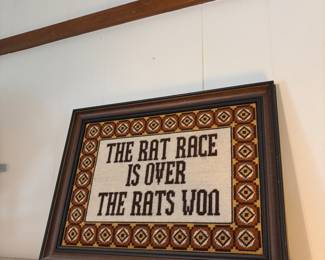 THE RAT RACE
IS OVER
THE RATS WON